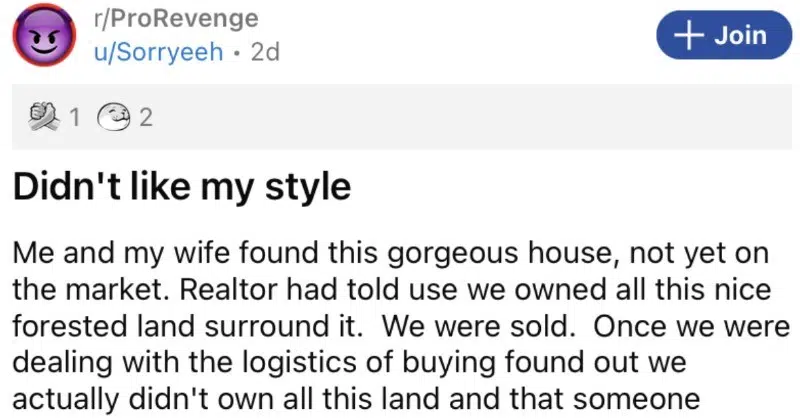 r/ProRevenge
u/Sorryeeh • 2d
Join
1 2
Didn't like my style
Me and my wife found this gorgeous house, not yet on
the market. Realtor had told use we owned all this nice
forested land surround it.  We were sold.  Once we were
dealing with the logistics of buying found out we
actually didn't own all this land and that someone